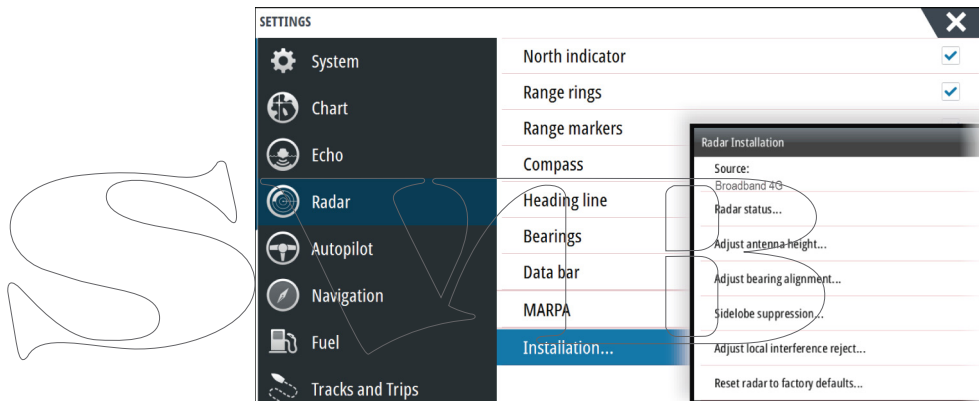 SETTINGS
System
Chart
Echo
Radar
Autopilot
Navigation
Fuel
Tracks and Trips
North indicator
Range rings
Range markers
Compass
Heading line
Bearings
Data bar
MARPA
Installation...
Radar Installation
Source:
Broadband 4G
Radar status...
Adjust antenna height...
Adjust bearing alignment...
Sidelobe suppression...
Adjust local interference reject...
Reset radar to factory defaults...